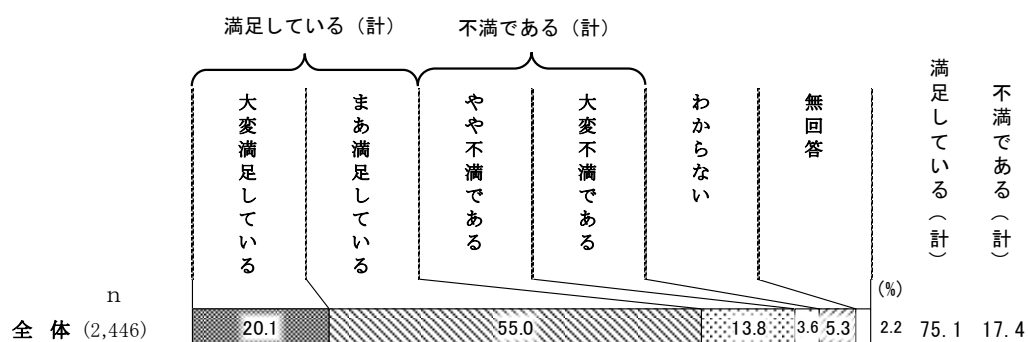 満足している（計） 不満である（計）
大変満足している
まあ満足している
やや不満である
大変不満である
わからない
無回答
満足している（計）
不満である（計）
n
(%)
全 体 (2,446) 20.1 55.0 13.8 3.6 5.3 2.2 75.1 17.4